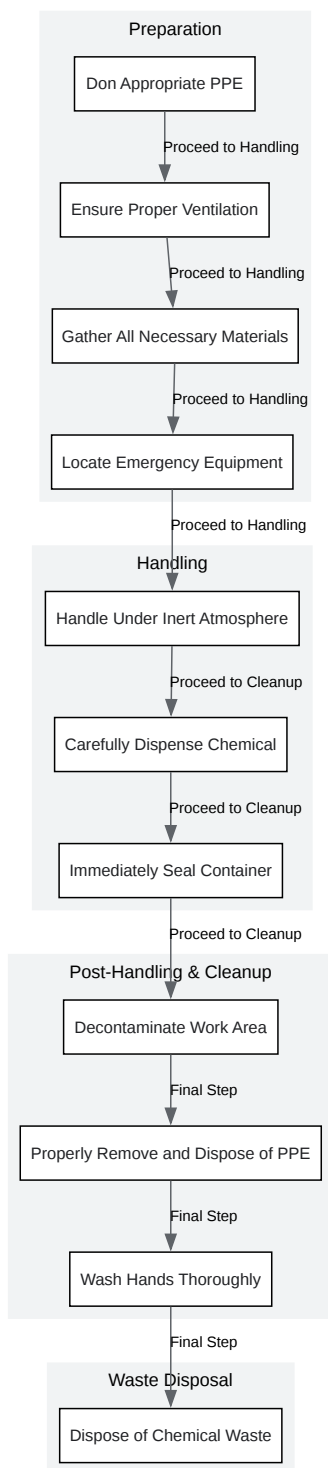 Preparation
Don Appropriate PPE
Proceed to Handling
Ensure Proper Ventilation
Proceed to Handling
Gather All Necessary Materials
Proceed to Handling
Locate Emergency Equipment
Proceed to Handling
Handling
Handle Under Inert Atmosphere
Proceed to Cleanup
Carefully Dispense Chemical
Proceed to Cleanup
Immediately Seal Container
Proceed to Cleanup
Post-Handling & Cleanup
Decontaminate Work Area
Final Step
Properly Remove and Dispose of PPE
Final Step
Wash Hands Thoroughly
Final Step
Waste Disposal
Dispose of Chemical Waste